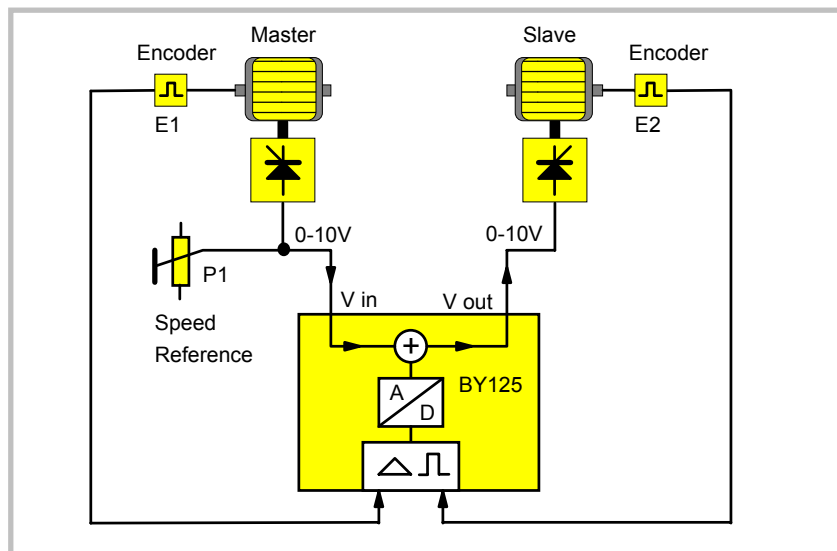 Master
Slave
Encoder
Encoder
E1
E2
0-10V
0-10V
P1
V in
V out
Speed
Reference
BY125
A
D